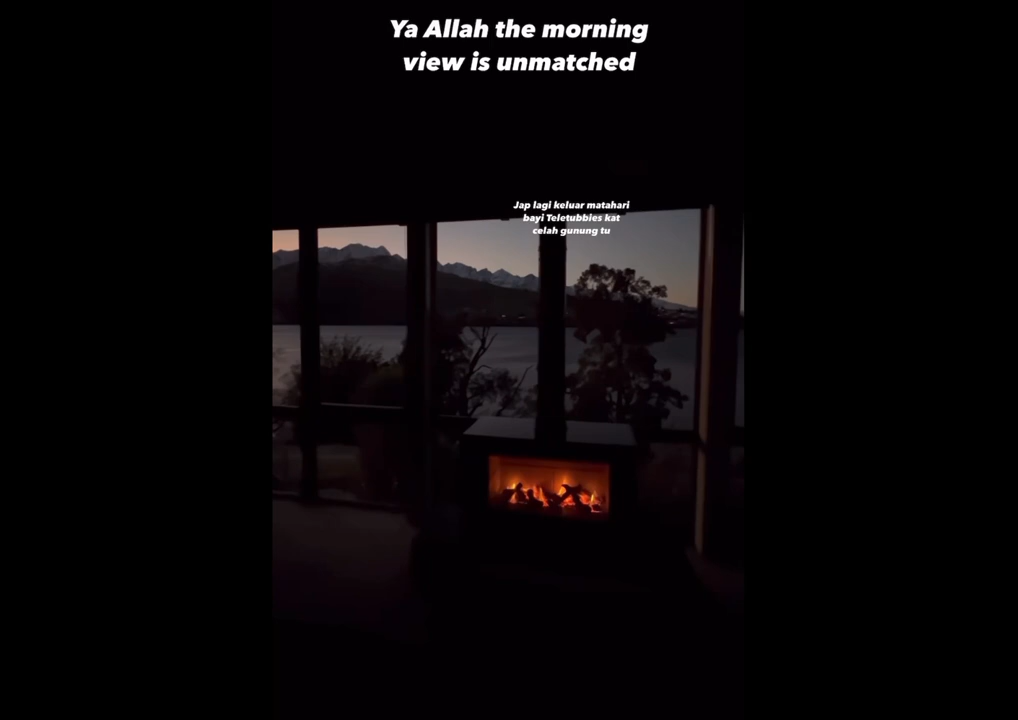 Ya Allah the morning
view is unmatched
Jap lagi keluar matahari
bayi Teletubbies kat
celah gunung tu